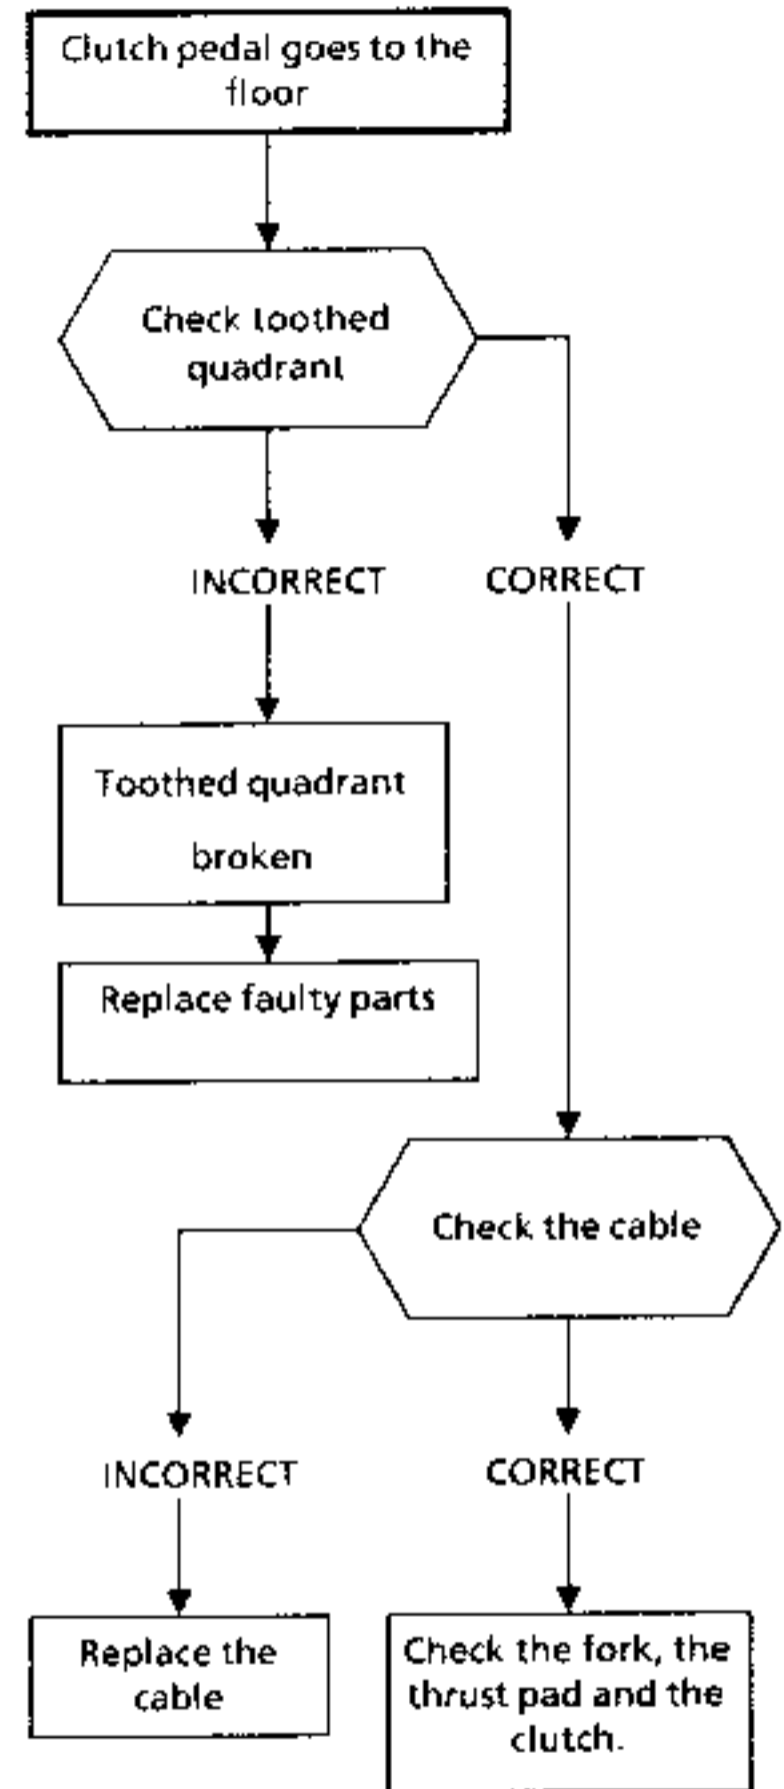 Clutch pedal goes to the
floor
Check toothed
quadrant
INCORRECT
CORRECT
Toothed quadrant
broken
Replace faulty parts
Check the cable
INCORRECT
CORRECT
Replace the
cable
Check the fork, the
thrust pad and the
clutch.